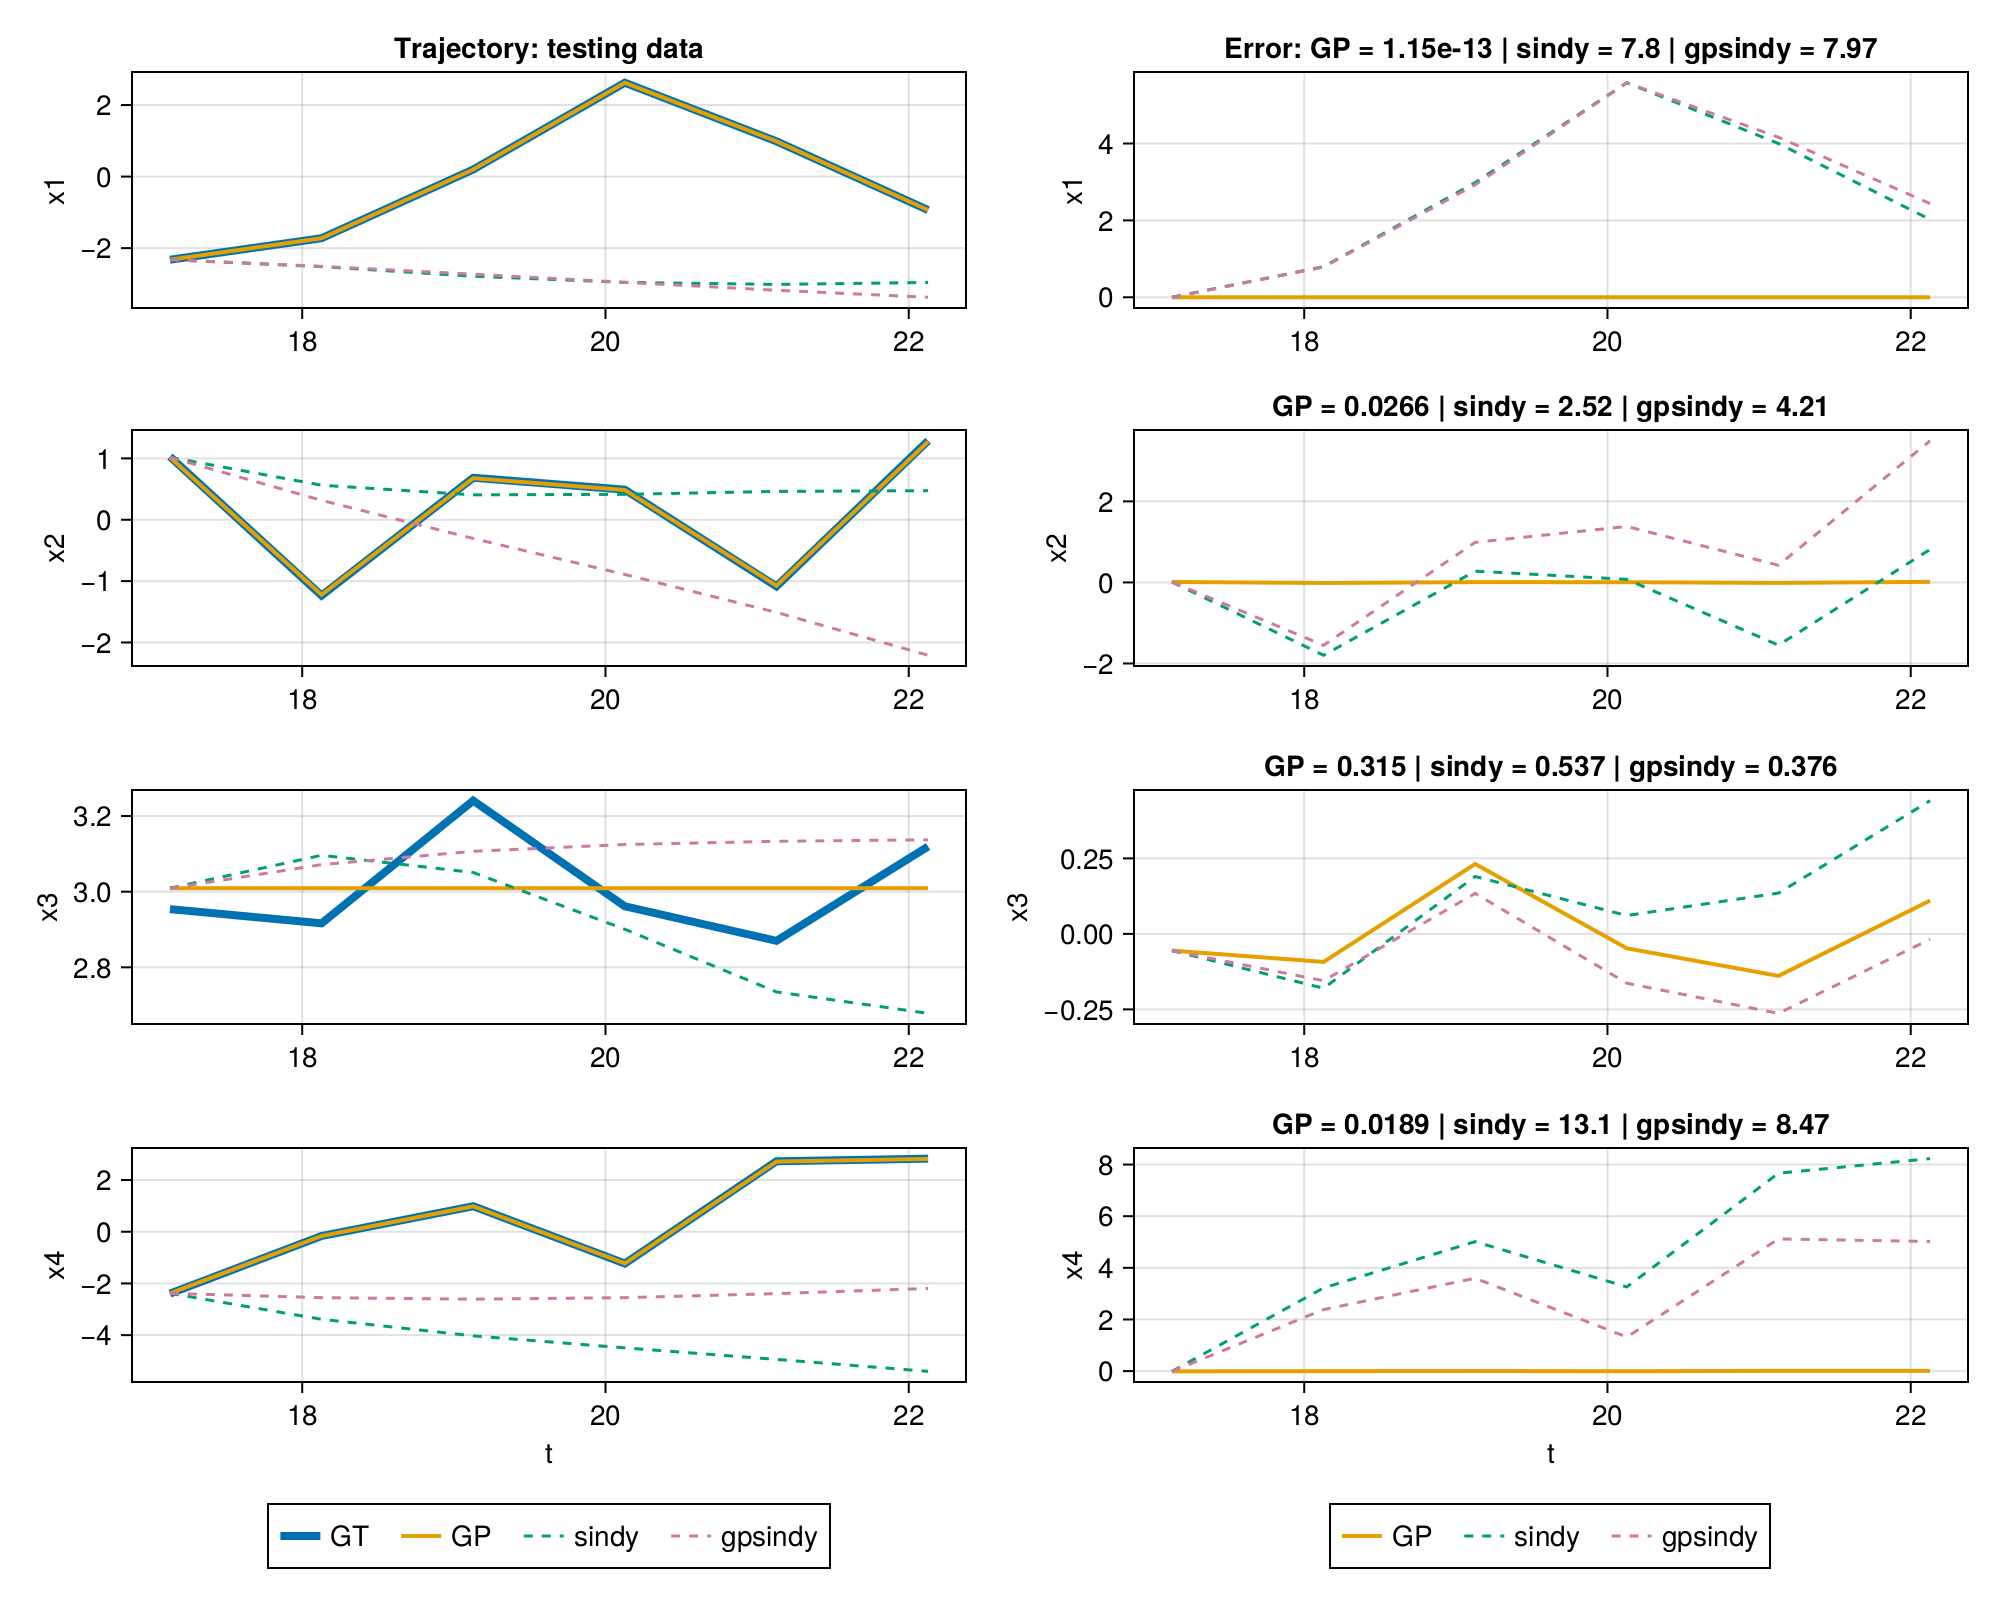 Trajectory: testing data
Error: GP = 1.15e-13 | sindy = 7.8 | gpsindy = 7.97
x1
2
0
−2
18 20 22
x1
4
2
0
18 20 22
GP = 0.0266 | sindy = 2.52 | gpsindy = 4.21
x2
1
0
−1
−2
18 20 22
x2
2
0
−2
18 20 22
GP = 0.315 | sindy = 0.537 | gpsindy = 0.376
x3
3.2
3.0
2.8
18 20 22
x3
0.25
0.00
−0.25
18 20 22
GP = 0.0189 | sindy = 13.1 | gpsindy = 8.47
x4
2
0
−2
−4
18 20 22
t
x4
8
6
4
2
0
18 20 22
t
GT GP sindy gpsindy
GP sindy gpsindy